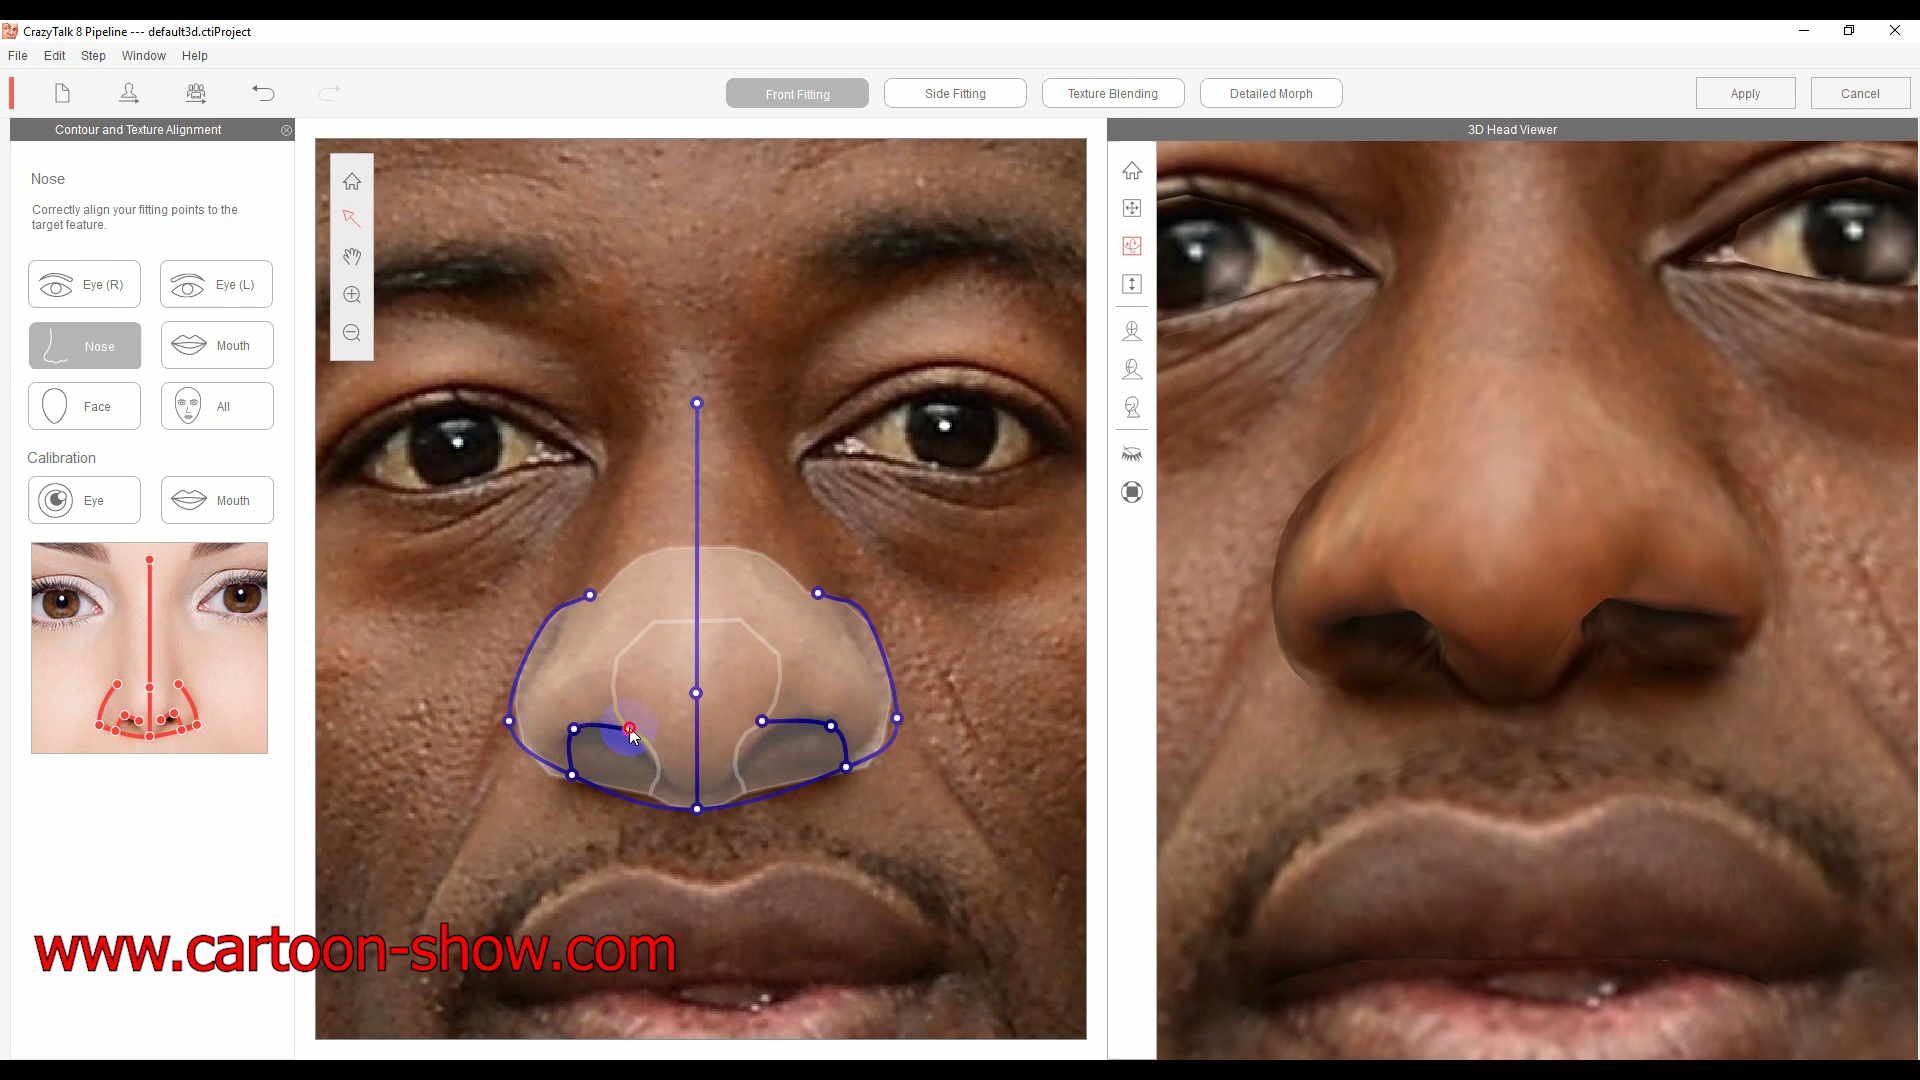 CrazyTalk 8 Pipeline --- default3d.ctiProject
File Edit Step Window Help
Front Fitting Side Fitting Texture Blending Detailed Morph Apply Cancel
Contour and Texture Alignment
3D Head Viewer
Nose
Correctly align your fitting points to the
target feature.
Eye (R) Eye (L)
Nose Mouth
Face All
Calibration
Eye Mouth
www.cartoon-show.com